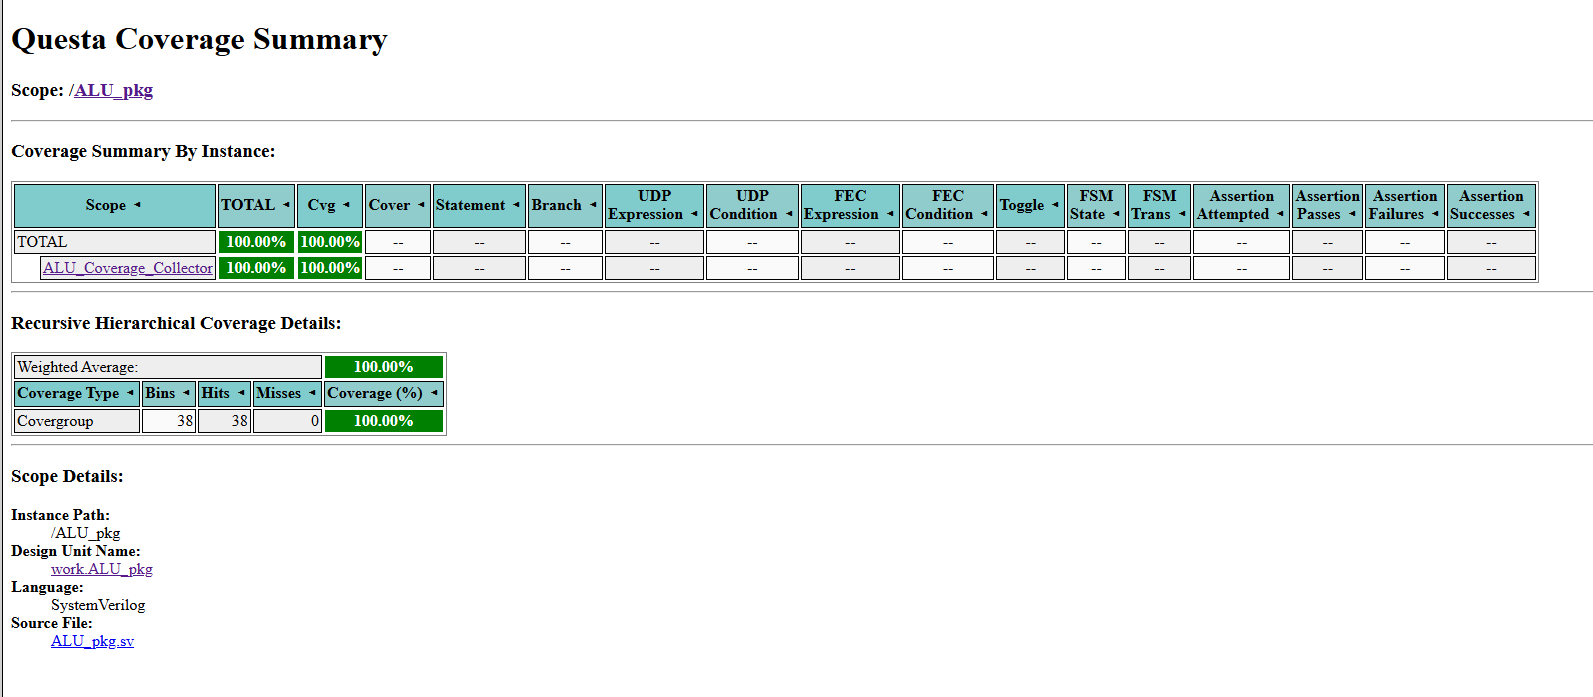 Questa Coverage Summary
Scope: /ALU_pkg
Coverage Summary By Instance:
Scope ◄ TOTAL ◄ Cvg ◄ Cover ◄ Statement ◄ Branch ◄ UDP Expression ◄ UDP Condition ◄ FEC Expression ◄ FEC Condition ◄ Toggle ◄ FSM State ◄ FSM Trans ◄ Assertion Attempted ◄ Assertion Passes ◄ Assertion Failures ◄ Assertion Successes ◄
TOTAL 100.00% 100.00% -- -- -- -- -- -- -- -- -- -- -- -- -- --
ALU_Coverage_Collector 100.00% 100.00% -- -- -- -- -- -- -- -- -- -- -- -- -- --
Recursive Hierarchical Coverage Details:
Weighted Average: 100.00%
Coverage Type ◄ Bins ◄ Hits ◄ Misses ◄ Coverage (%) ◄
Covergroup 38 38 0 100.00%
Scope Details:
Instance Path:
/ALU_pkg
Design Unit Name:
work.ALU_pkg
Language:
SystemVerilog
Source File:
ALU_pkg.sv